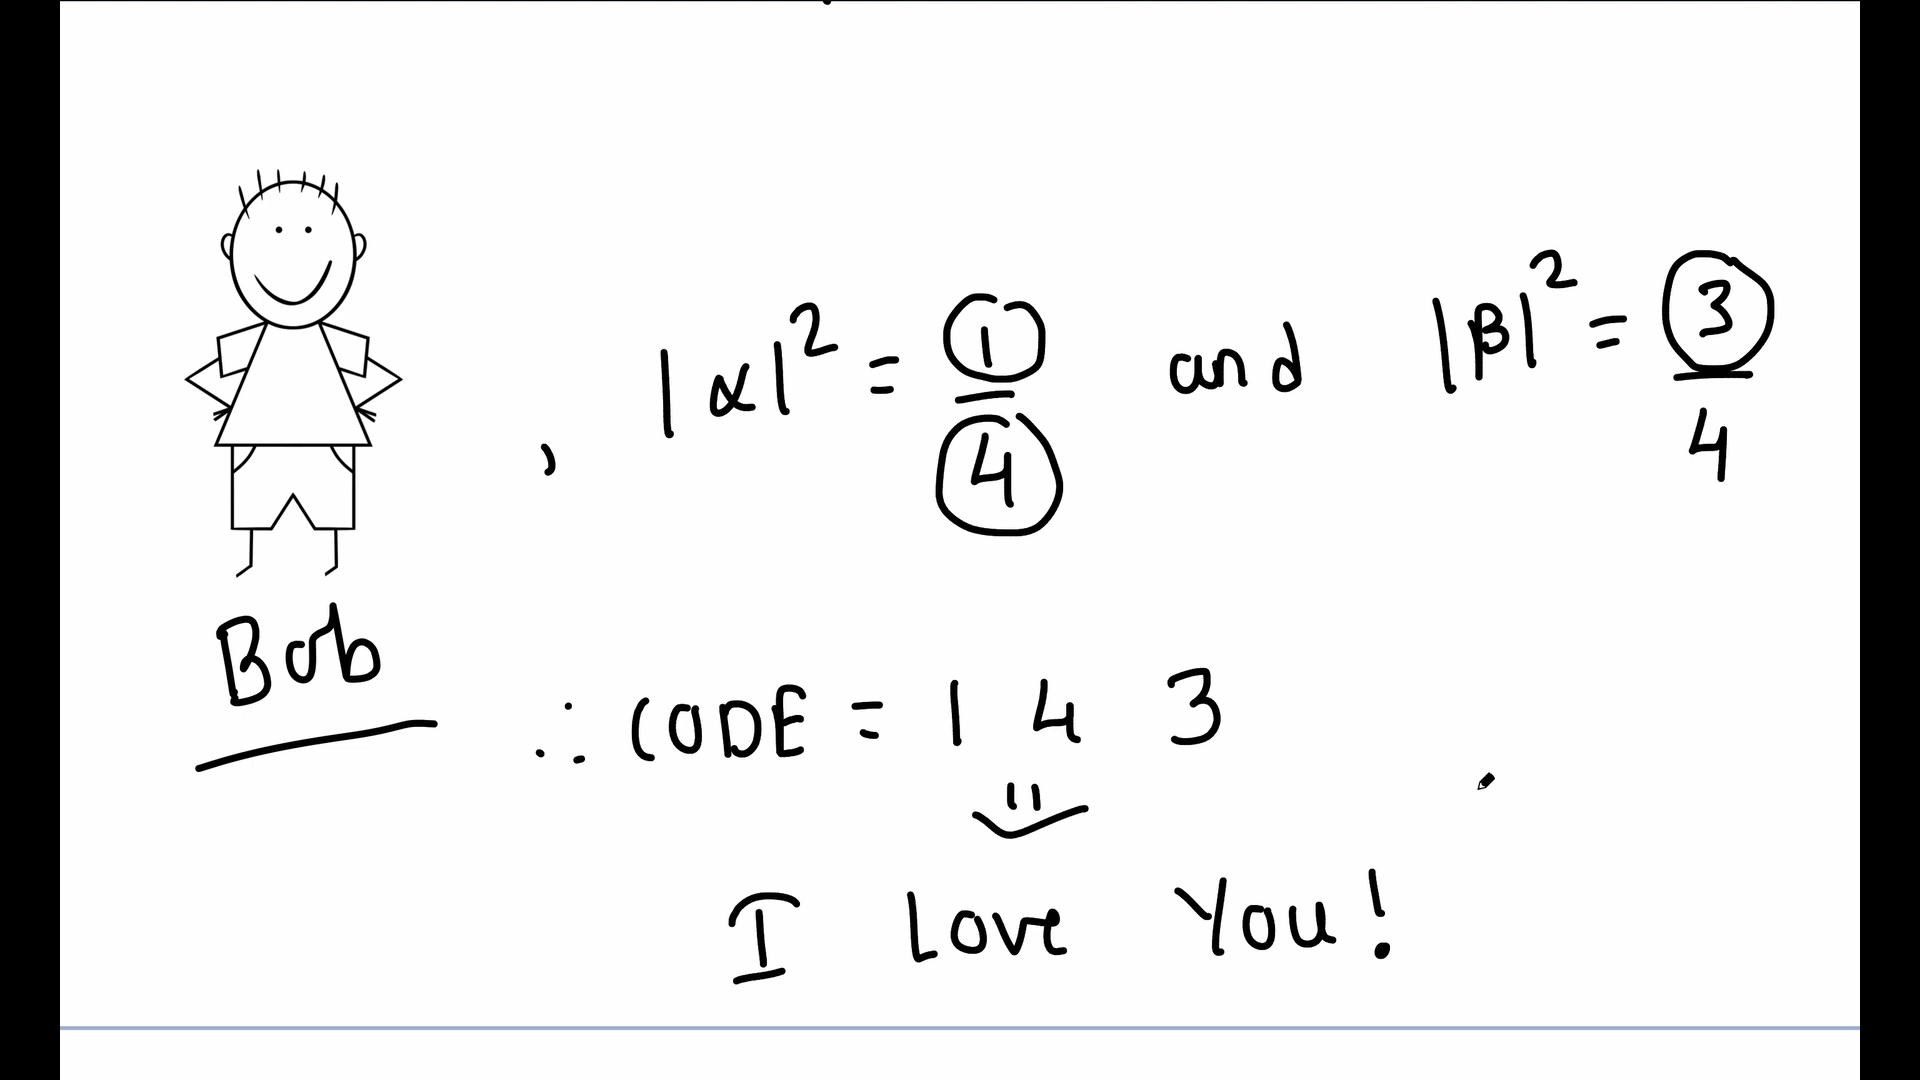 , |α|² = 1/4 and |β|² = 3/4
Bob
∴ CODE = 1 4 3
I Love You!